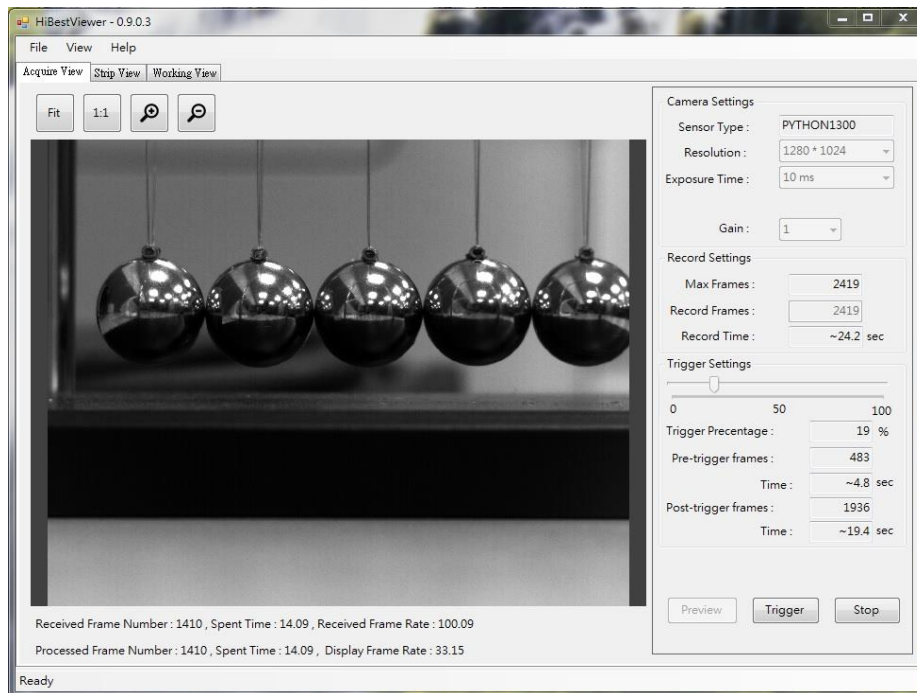 HiBestViewer - 0.9.0.3
File View Help
Acquire View Strip View Working View
Fit 1:1
Camera Settings
Sensor Type : PYTHON1300
Resolution : 1280 * 1024
Exposure Time : 10 ms
Gain : 1
Record Settings
Max Frames : 2419
Record Frames : 2419
Record Time : ~24.2 sec
Trigger Settings
0 50 100
Trigger Precentage : 19 %
Pre-trigger frames : 483
Time : ~4.8 sec
Post-trigger frames : 1936
Time : ~19.4 sec
Preview Trigger Stop
Received Frame Number : 1410 , Spent Time : 14.09 , Received Frame Rate : 100.09
Processed Frame Number : 1410 , Spent Time : 14.09 , Display Frame Rate : 33.15
Ready